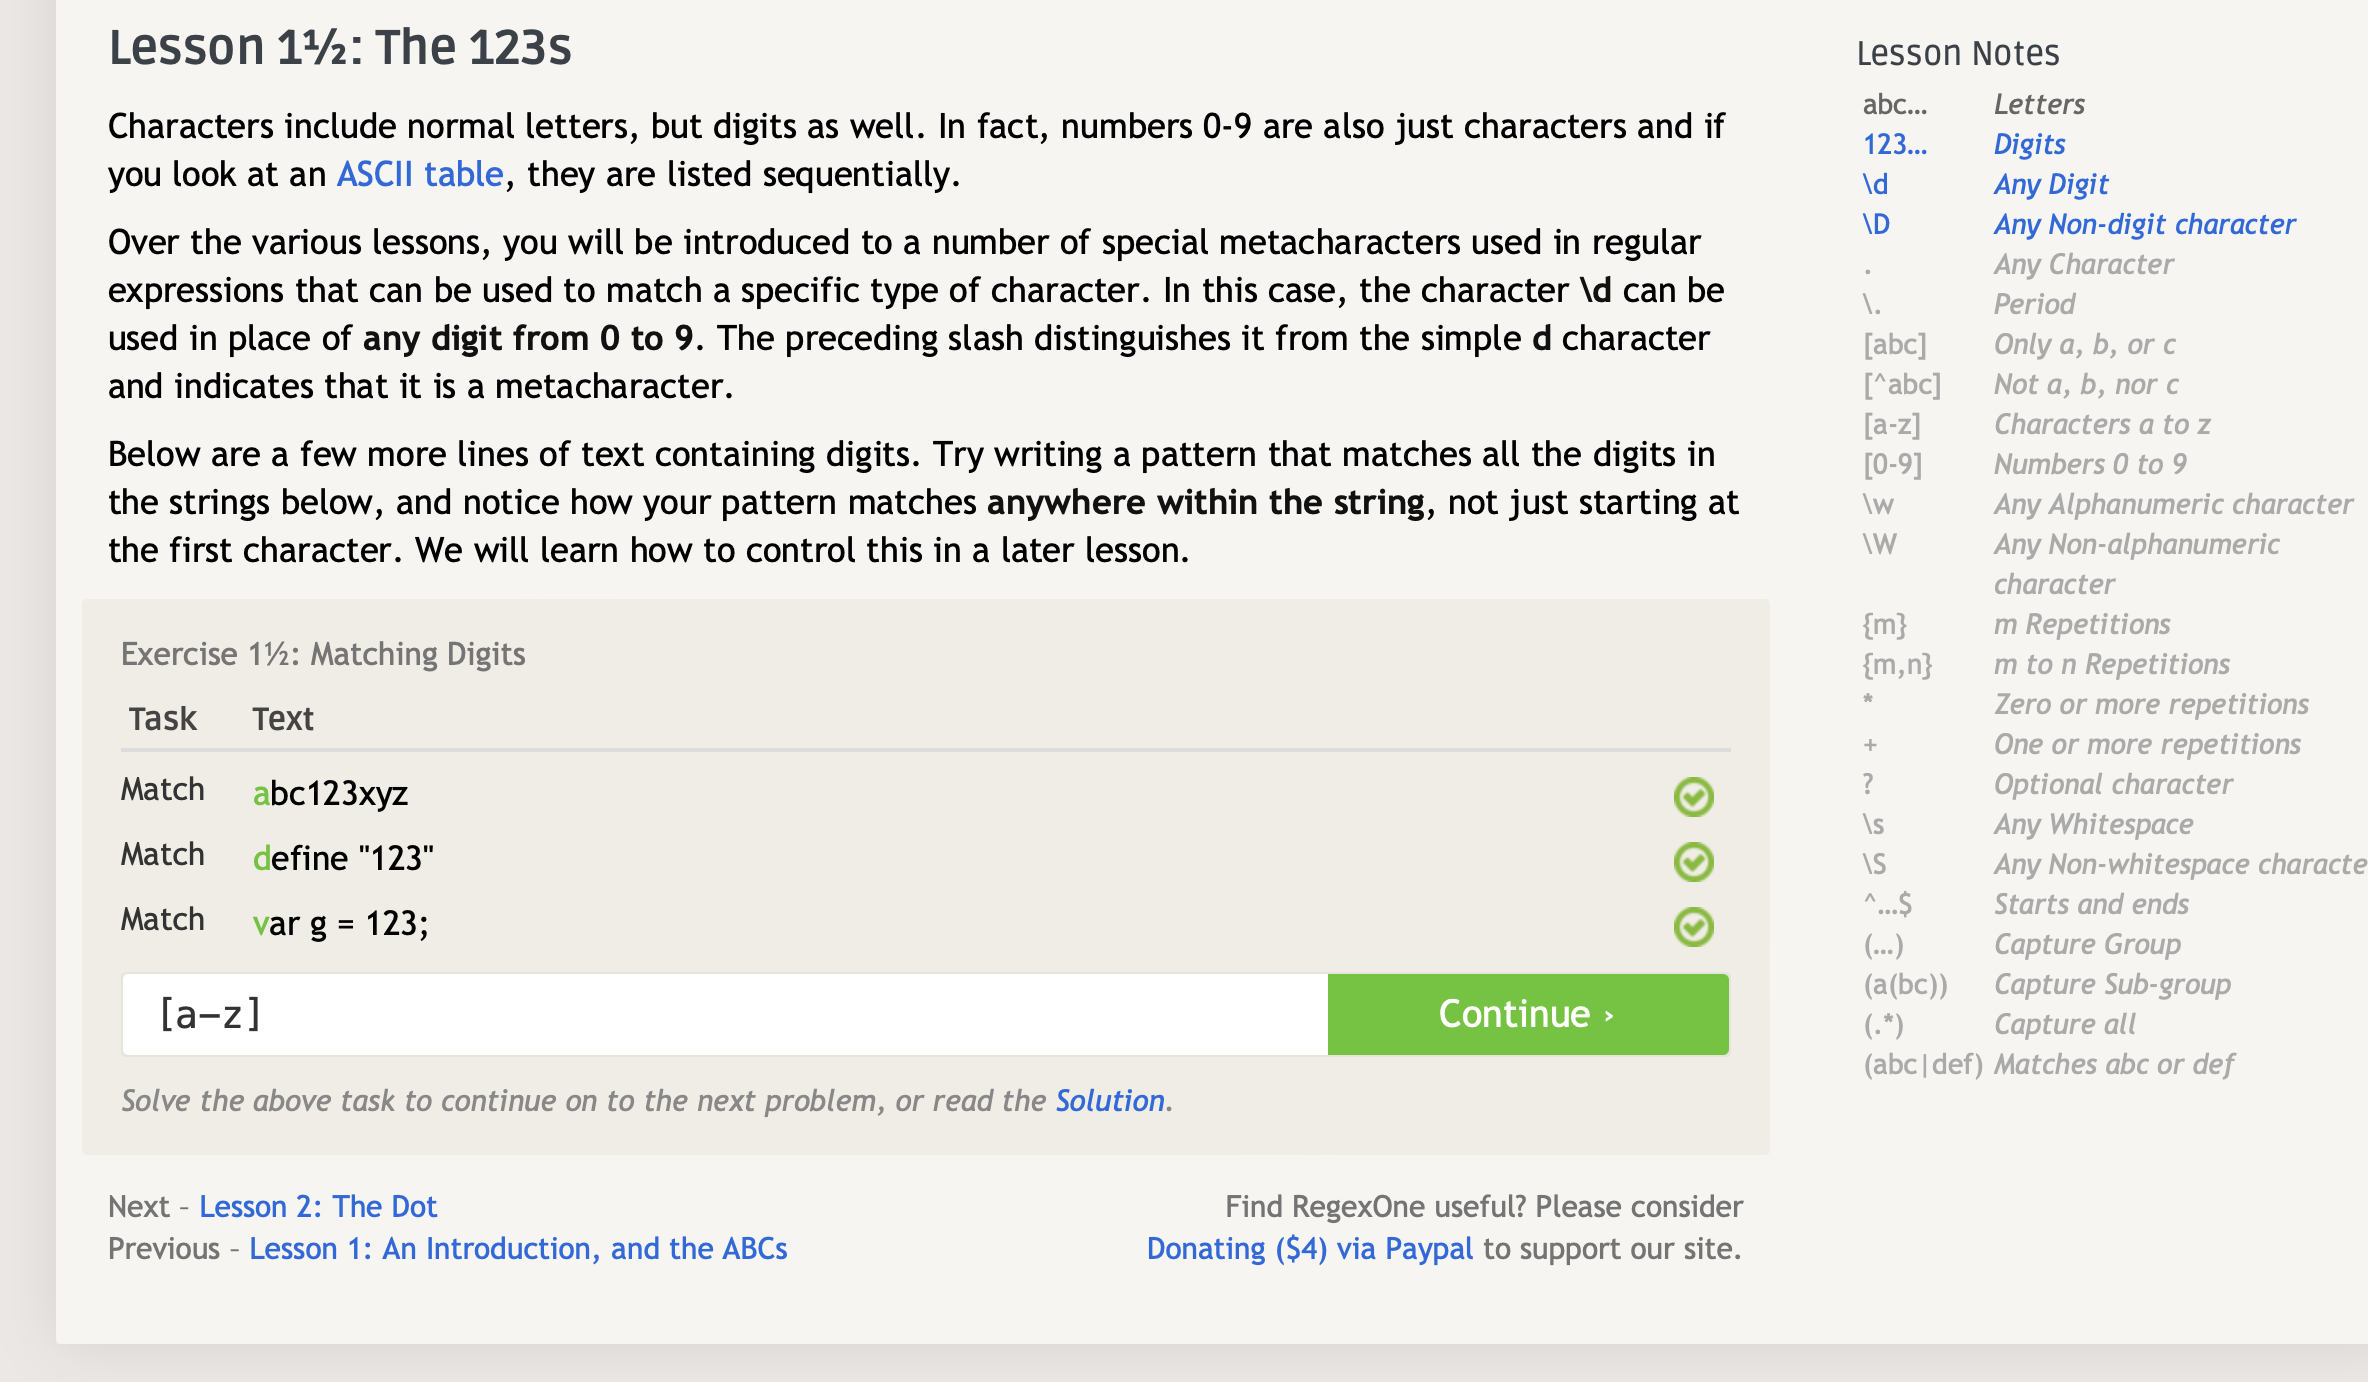 Lesson 1½: The 123s
Characters include normal letters, but digits as well. In fact, numbers 0-9 are also just characters and if
you look at an ASCII table, they are listed sequentially.
Over the various lessons, you will be introduced to a number of special metacharacters used in regular
expressions that can be used to match a specific type of character. In this case, the character \d can be
used in place of any digit from 0 to 9. The preceding slash distinguishes it from the simple d character
and indicates that it is a metacharacter.
Below are a few more lines of text containing digits. Try writing a pattern that matches all the digits in
the strings below, and notice how your pattern matches anywhere within the string, not just starting at
the first character. We will learn how to control this in a later lesson.
Exercise 1½: Matching Digits
Task Text
Match abc123xyz
Match define "123"
Match var g = 123;
[a-z]
Continue ›
Solve the above task to continue on to the next problem, or read the Solution.
Next – Lesson 2: The Dot
Previous – Lesson 1: An Introduction, and the ABCs
Find RegexOne useful? Please consider
Donating ($4) via Paypal to support our site.
Lesson Notes
abc… Letters
123… Digits
\d Any Digit
\D Any Non-digit character
. Any Character
\. Period
[abc] Only a, b, or c
[^abc] Not a, b, nor c
[a-z] Characters a to z
[0-9] Numbers 0 to 9
\w Any Alphanumeric character
\W Any Non-alphanumeric
character
{m} m Repetitions
{m,n} m to n Repetitions
* Zero or more repetitions
+ One or more repetitions
? Optional character
\s Any Whitespace
\S Any Non-whitespace characte
^…$ Starts and ends
(…) Capture Group
(a(bc)) Capture Sub-group
(.*) Capture all
(abc|def) Matches abc or def